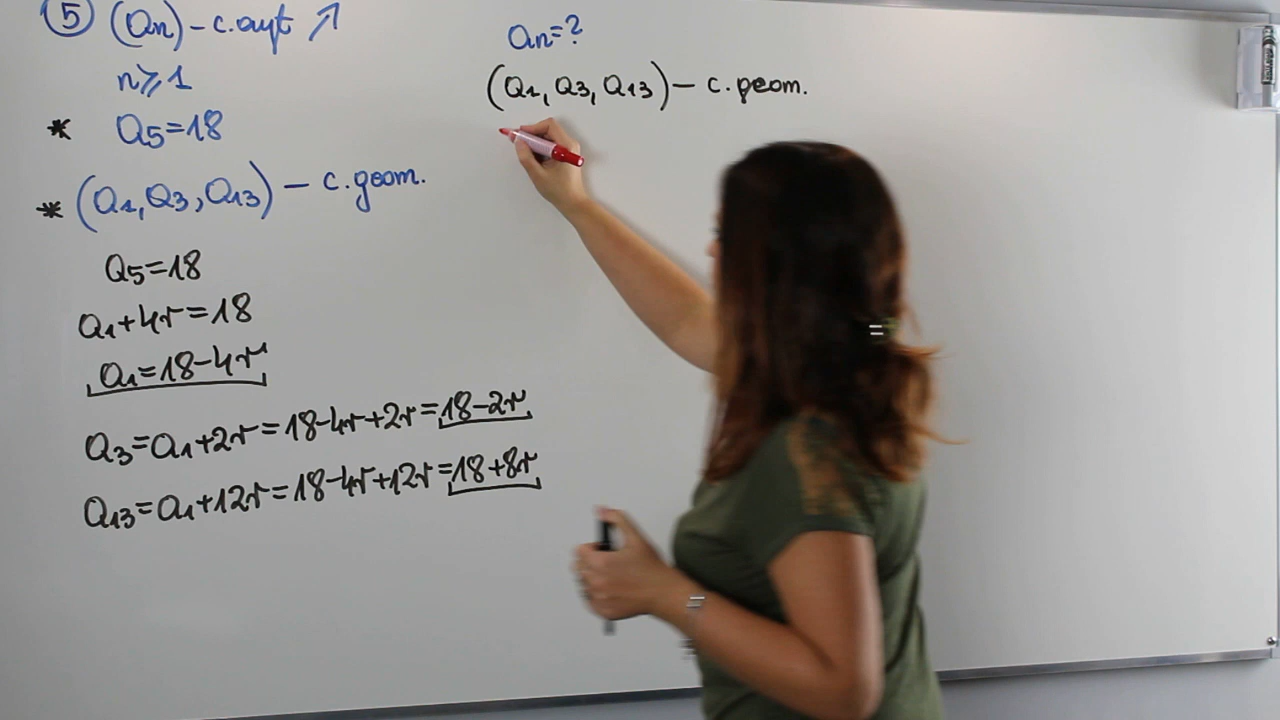 ⑤ (an) – c. aryt ↗
n ⩾ 1
* a5 = 18
* (a1, a3, a13) – c. geom.
a5 = 18
a1 + 4r = 18
a1 = 18 – 4r
a3 = a1 + 2r = 18 – 4r + 2r = 18 – 2r
a13 = a1 + 12r = 18 – 4r + 12r = 18 + 8r
an = ?
(a1, a3, a13) – c. geom.